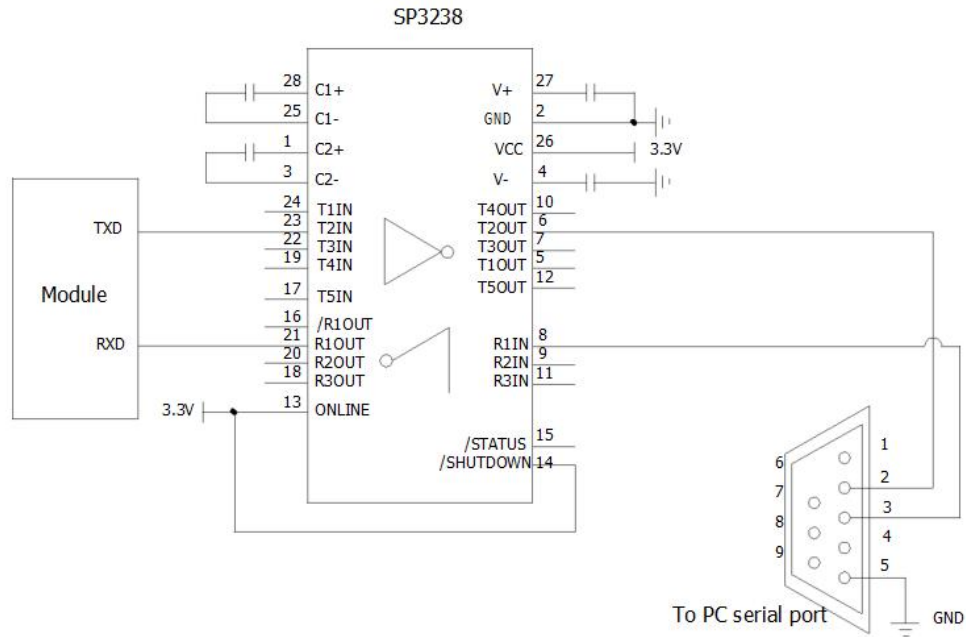 SP3238
28 C1+ V+ 27
25 C1- GND 2
1 C2+ VCC 26 3.3V
3 C2- V- 4
24 T1IN T4OUT 10
TXD 23 T2IN T2OUT 6
22 T3IN T3OUT 7
19 T4IN T1OUT 5
17 T5IN T5OUT 12
Module
16 /R1OUT
RXD 21 R1OUT R1IN 8
20 R2OUT R2IN 9
18 R3OUT R3IN 11
3.3V 13 ONLINE
/STATUS 15
/SHUTDOWN 14
1
6
2
7
3
8
4
9
5
To PC serial port
GND